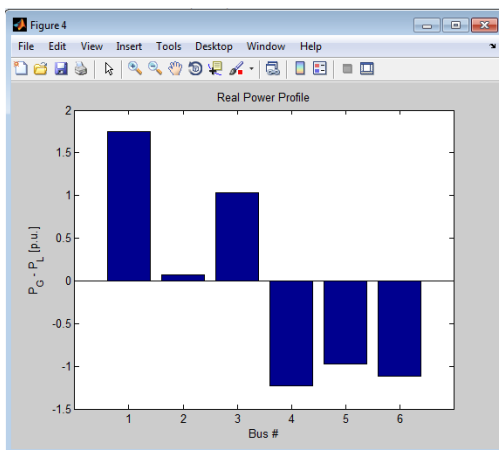 Figure 4
File Edit View Insert Tools Desktop Window Help
Real Power Profile
2
1.5
1
0.5
0
-0.5
-1
-1.5
P_G - P_L [p.u.]
1 2 3 4 5 6
Bus #